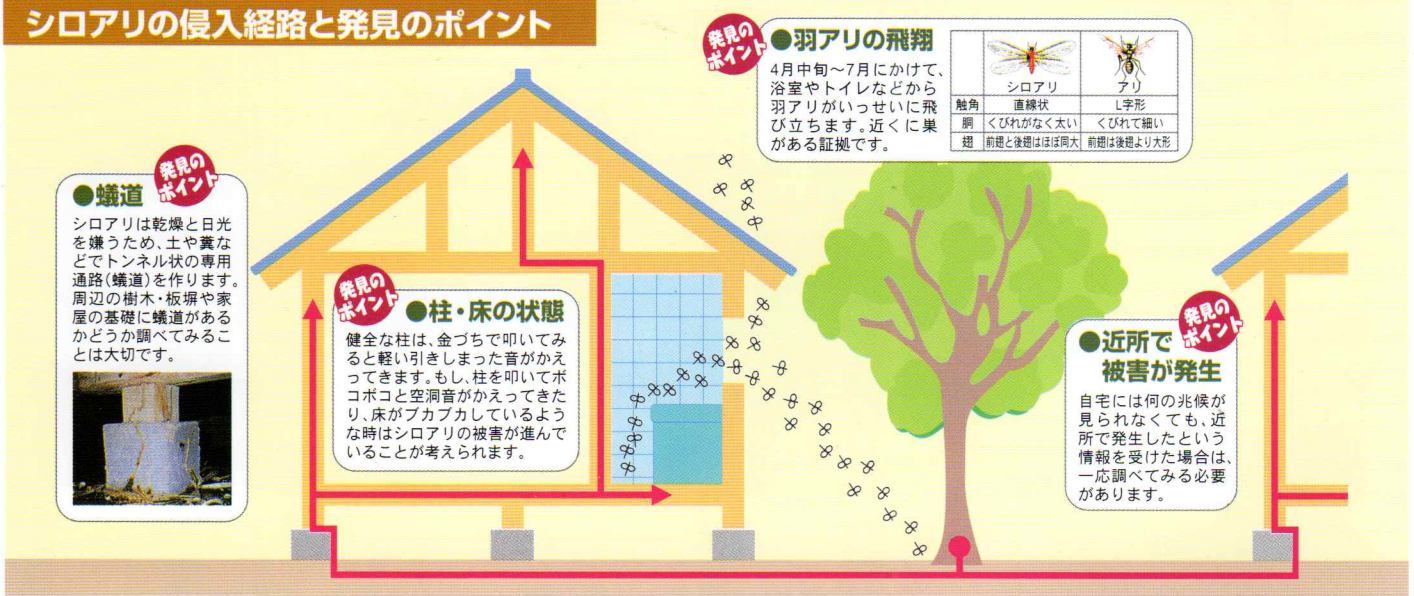 シロアリの侵入経路と発見のポイント
発見の
ポイント
●羽アリの飛翔
4月中旬〜7月にかけて、
浴室やトイレなどから
羽アリがいっせいに飛
び立ちます。近くに巣
がある証拠です。
シロアリ アリ
触角 直線状 L字形
胴 くびれがなく太い くびれて細い
翅 前翅と後翅はほぼ同大 前翅は後翅より大形
発見の
ポイント
●蟻道
シロアリは乾燥と日光
を嫌うため、土や糞な
どでトンネル状の専用
通路(蟻道)を作ります。
周辺の樹木・板塀や家
屋の基礎に蟻道がある
かどうか調べてみるこ
とは大切です。
発見の
ポイント
●柱・床の状態
健全な柱は、金づちで叩いてみ
ると軽い引きしまった音がかえ
ってきます。もし、柱を叩いてボ
コボコと空洞音がかえってきた
り、床がブカブカしているよう
な時はシロアリの被害が進んで
いることが考えられます。
発見の
ポイント
●近所で
被害が発生
自宅には何の兆候が
見られなくても、近
所で発生したという
情報を受けた場合は、
一応調べてみる必要
があります。